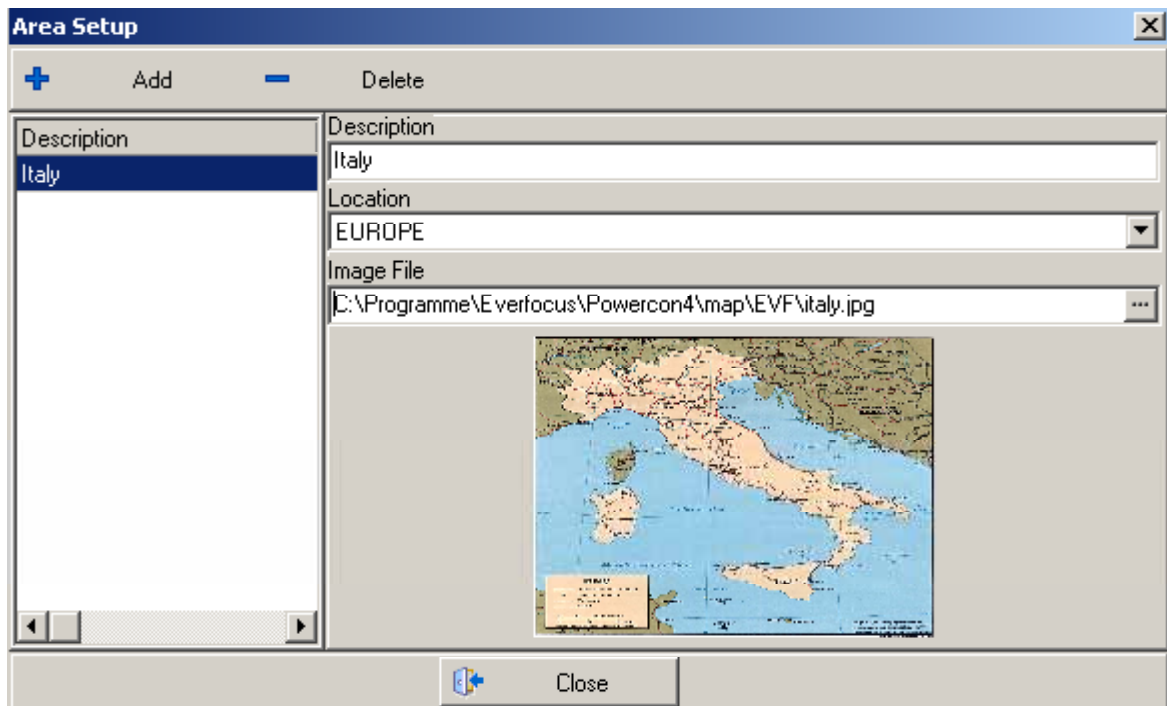 Area Setup
Add Delete
Description
Italy
Description
Italy
Location
EUROPE
Image File
C:\Programme\Everfocus\Powercon4\map\EVF\italy.jpg
...
Close